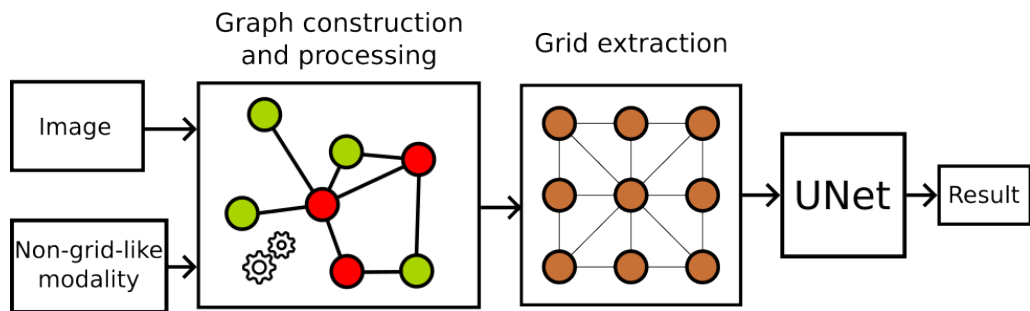 Graph construction
and processing
Grid extraction
Image
Non-grid-like
modality
UNet
Result